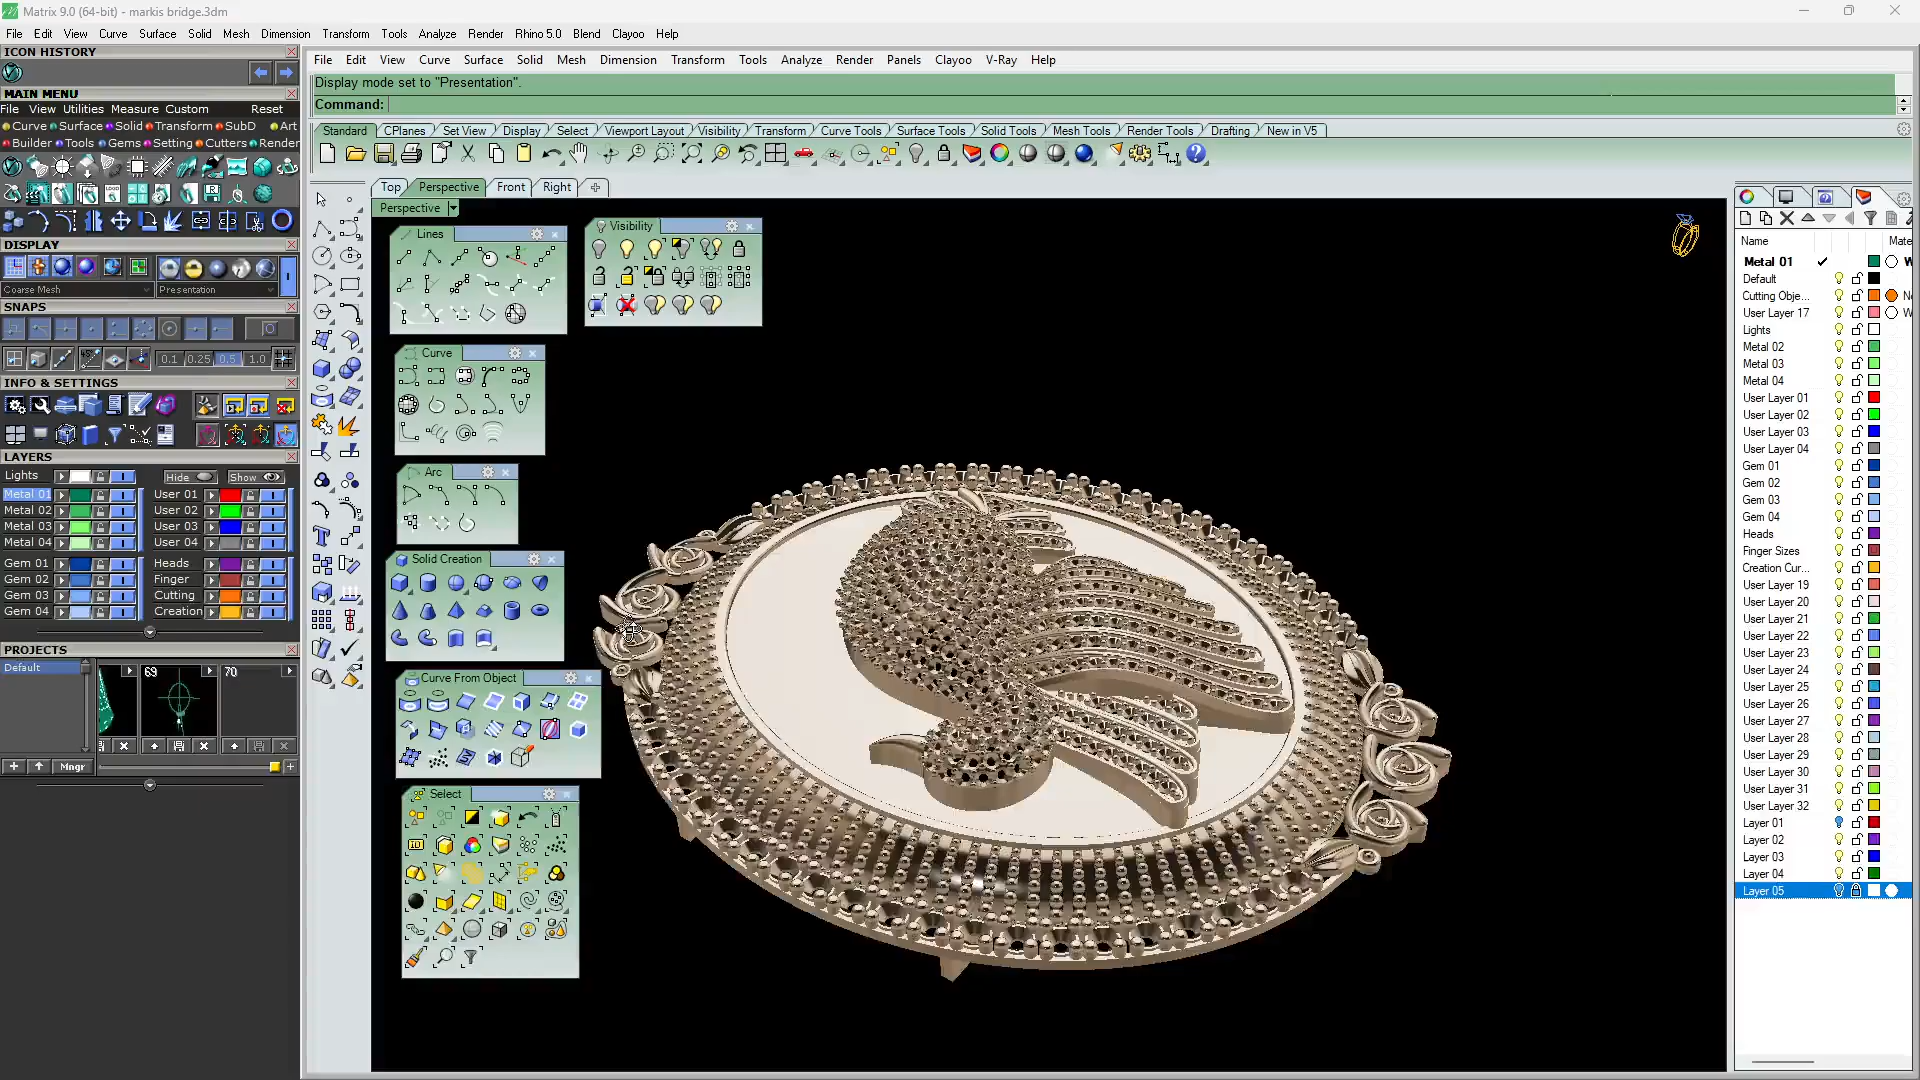 Matrix 9.0 (64-bit) - markis bridge.3dm
File Edit View Curve Surface Solid Mesh Dimension Transform Tools Analyze Render Rhino 5.0 Blend Clayoo Help
ICON HISTORY
MAIN MENU
File View Utilities Measure Custom Reset
Curve Surface Solid Transform SubD Art
Builder Tools Gems Setting Cutters Render
DISPLAY
Coarse Mesh Presentation
SNAPS
0.1 0.25 0.5 1.0
INFO & SETTINGS
LAYERS
Lights Hide Show
Metal 01 User 01
Metal 02 User 02
Metal 03 User 03
Metal 04 User 04
Gem 01 Heads
Gem 02 Finger
Gem 03 Cutting
Gem 04 Creation
PROJECTS
Default 69 70
Mngr
File Edit View Curve Surface Solid Mesh Dimension Transform Tools Analyze Render Panels Clayoo V-Ray Help
Display mode set to "Presentation".
Command:
Standard CPlanes Set View Display Select Viewport Layout Visibility Transform Curve Tools Surface Tools Solid Tools Mesh Tools Render Tools Drafting New in V5
Top Perspective Front Right
Perspective
Lines
Visibility
Curve
Arc
Solid Creation
Curve From Object
Select
Name Mate
Metal 01
Default
Cutting Obje...
User Layer 17
Lights
Metal 02
Metal 03
Metal 04
User Layer 01
User Layer 02
User Layer 03
User Layer 04
Gem 01
Gem 02
Gem 03
Gem 04
Heads
Finger Sizes
Creation Cur...
User Layer 19
User Layer 20
User Layer 21
User Layer 22
User Layer 23
User Layer 24
User Layer 25
User Layer 26
User Layer 27
User Layer 28
User Layer 29
User Layer 30
User Layer 31
User Layer 32
Layer 01
Layer 02
Layer 03
Layer 04
Layer 05